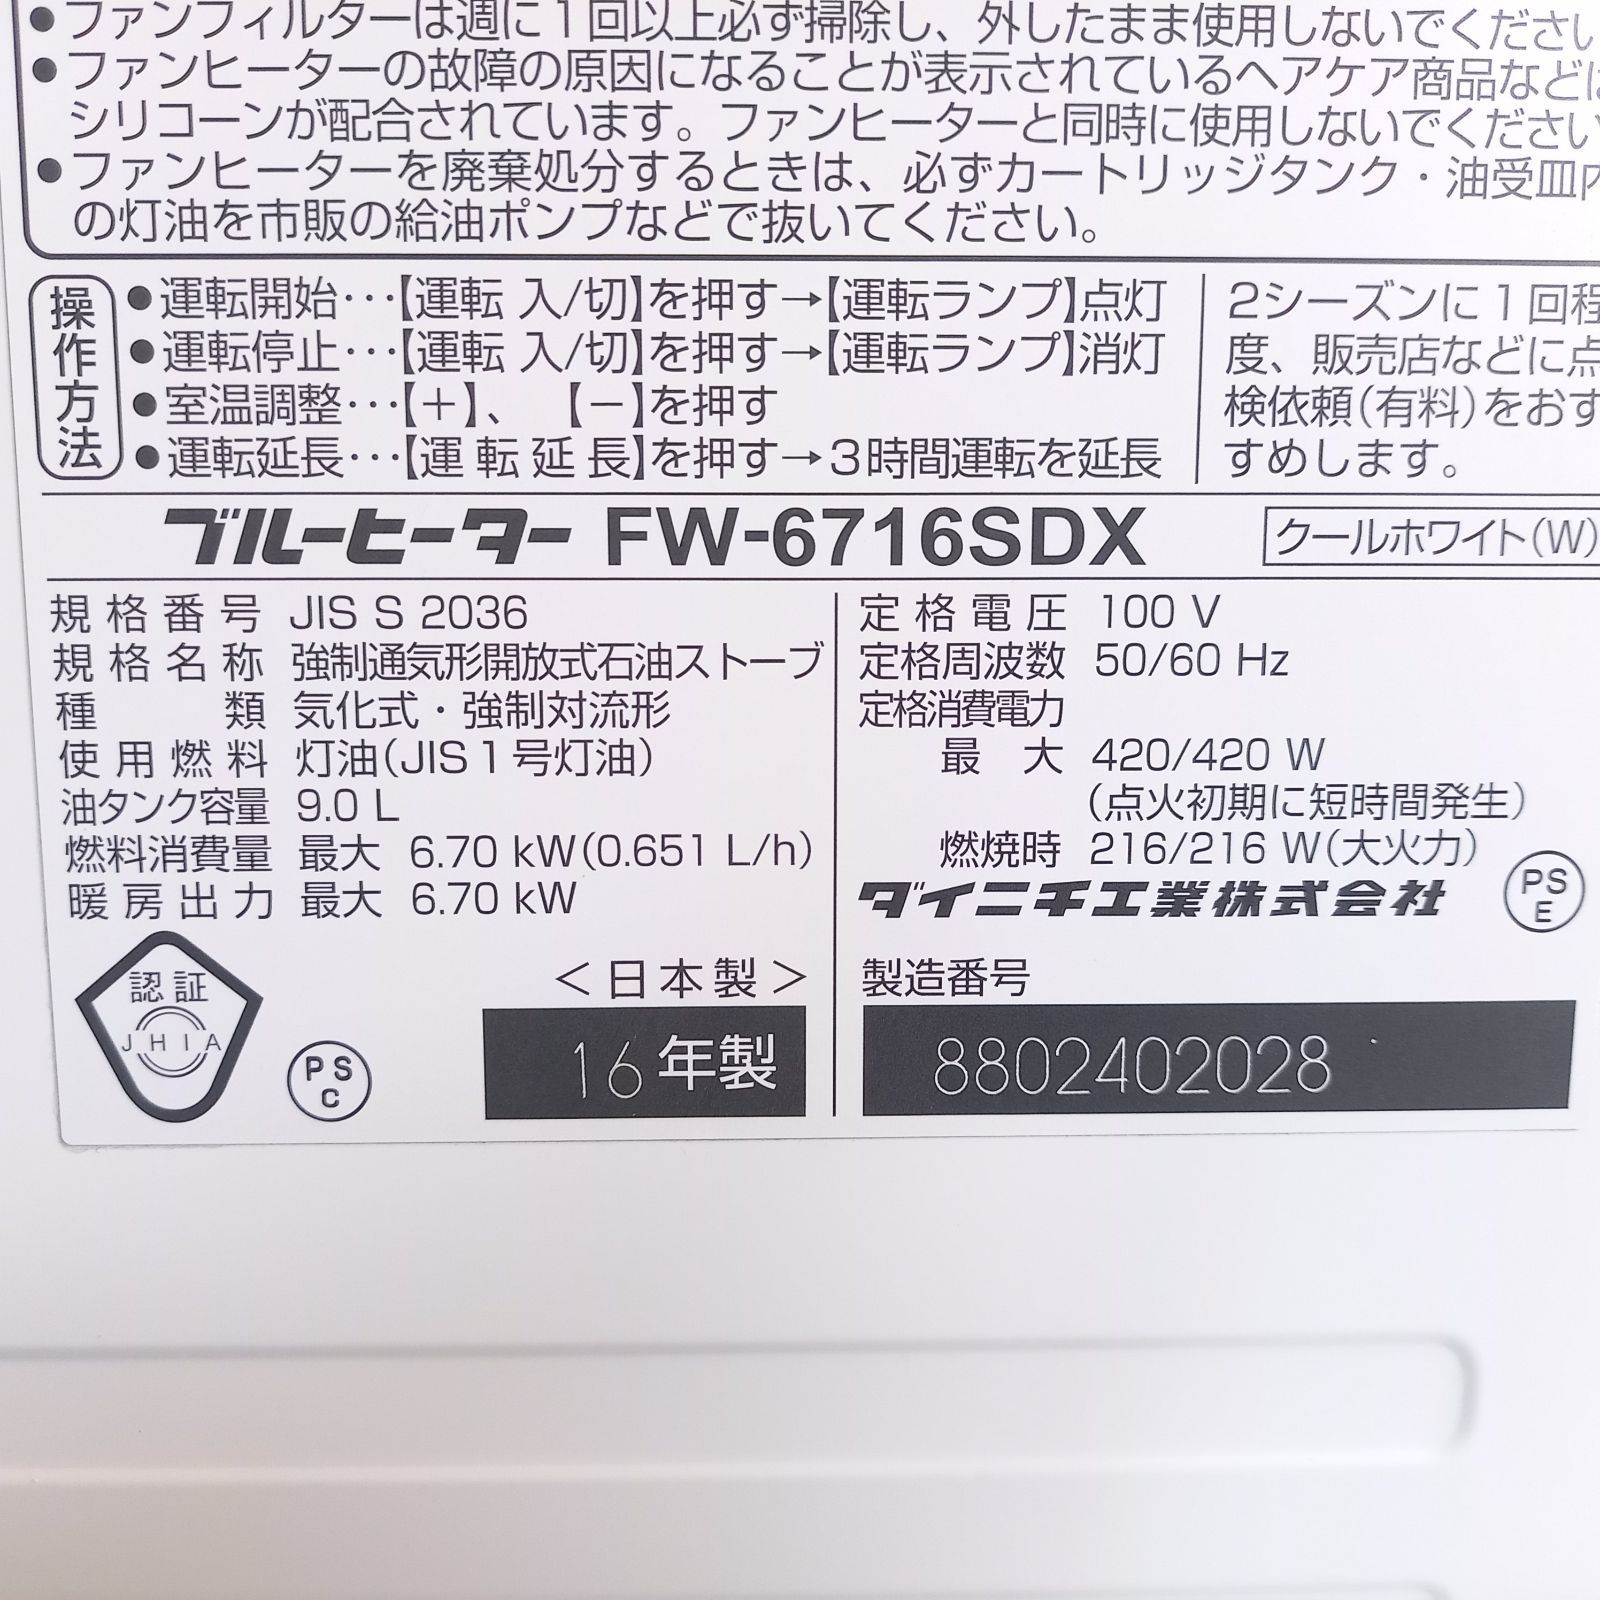 ●ファンフィルターは週に1回以上必ず掃除し、外したまま使用しないでください
●ファンヒーターの故障の原因になることが表示されているヘアケア商品などは
シリコーンが配合されています。ファンヒーターと同時に使用しないでください
●ファンヒーターを廃棄処分するときは、必ずカートリッジタンク・油受皿内
の灯油を市販の給油ポンプなどで抜いてください。
操作方法
●運転開始･･･【運転 入/切】を押す→【運転ランプ】点灯
●運転停止･･･【運転 入/切】を押す→【運転ランプ】消灯
●室温調整･･･【＋】、【－】を押す
●運転延長･･･【運転延長】を押す→3時間運転を延長
2シーズンに1回程
度、販売店などに点
検依頼(有料)をおす
すめします。
ブルーヒーター FW-6716SDX
クールホワイト(W)
規格番号 JIS S 2036
規格名称 強制通気形開放式石油ストーブ
種類 気化式・強制対流形
使用燃料 灯油(JIS1号灯油)
油タンク容量 9.0 L
燃料消費量 最大 6.70 kW(0.651 L/h)
暖房出力 最大 6.70 kW
認証
JHIA
PS
C
＜日本製＞
16年製
定格電圧 100 V
定格周波数 50/60 Hz
定格消費電力
最大 420/420 W
(点火初期に短時間発生)
燃焼時 216/216 W(大火力)
ダイニチ工業株式会社
PS
E
製造番号
8802402028